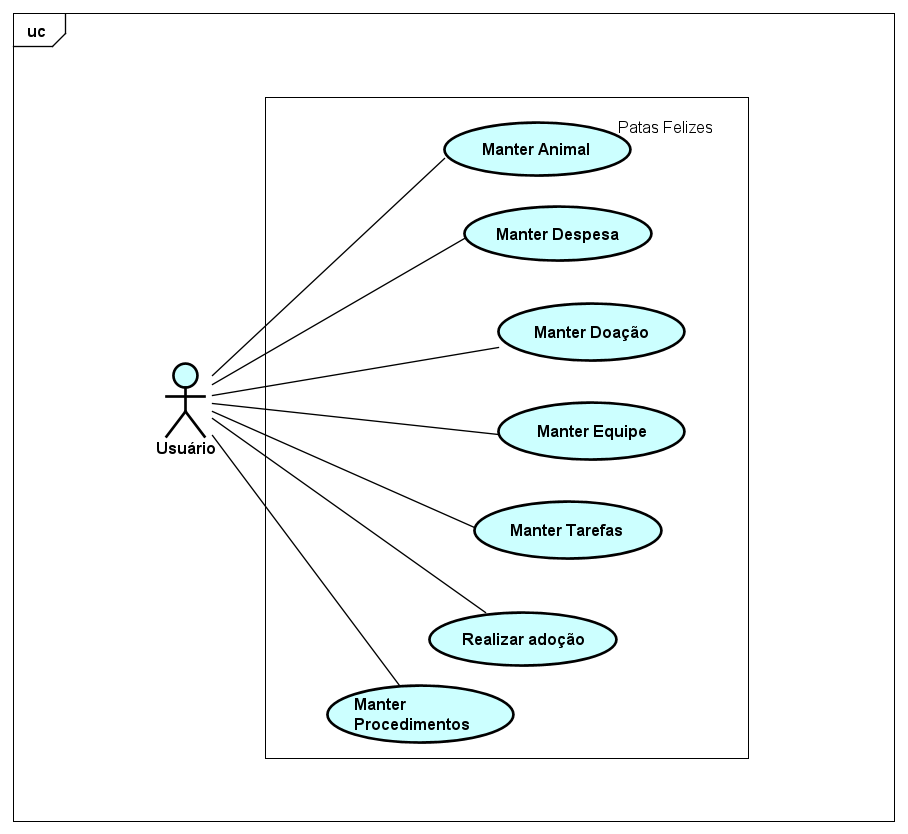 uc
Patas Felizes
Manter Animal
Manter Despesa
Manter Doação
Manter Equipe
Usuário
Manter Tarefas
Realizar adoção
Manter
Procedimentos